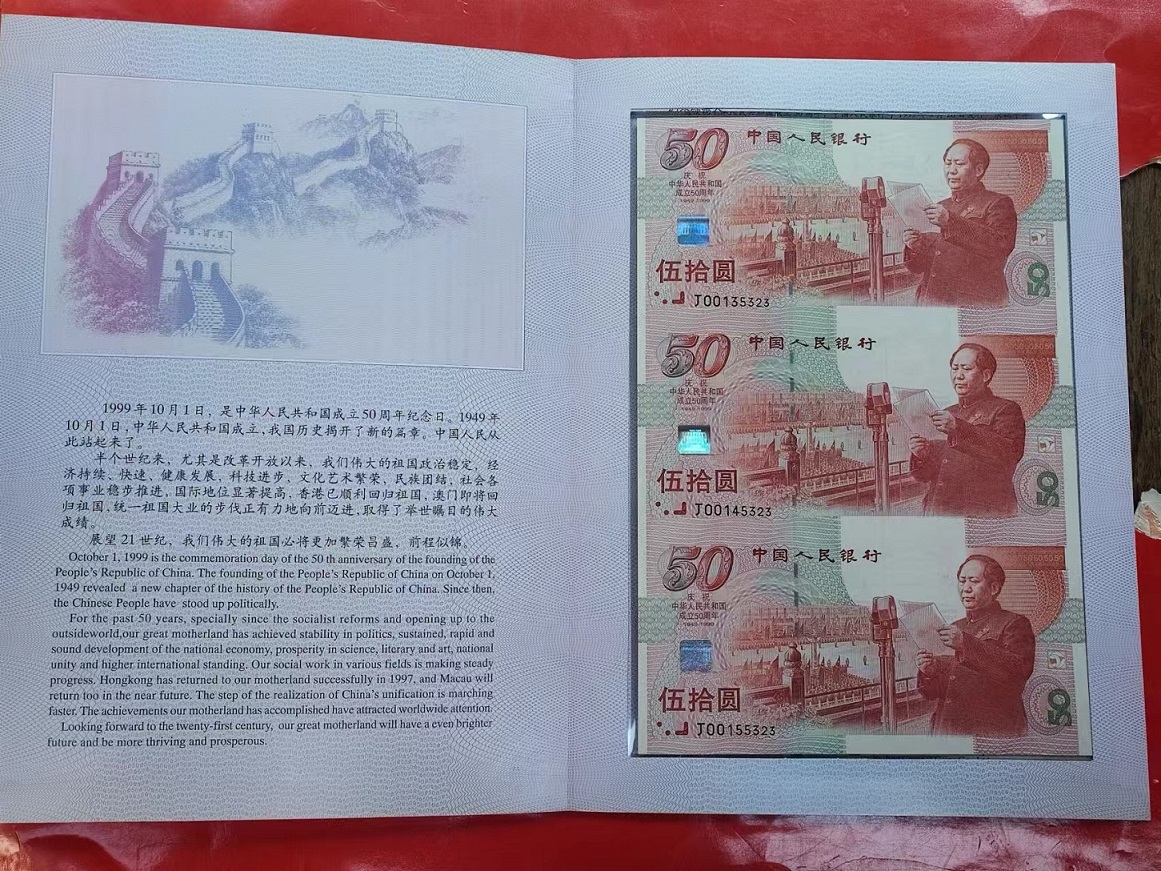 1999年10月1日，是中华人民共和国成立50周年纪念日。1949年
10月1日，中华人民共和国成立，我国历史揭开了新的篇章。中国人民从
此站起来了。
半个世纪来，尤其是改革开放以来，我们伟大的祖国政治稳定，经
济持续、快速、健康发展，科技进步，文化艺术繁荣，民族团结，社会各
项事业稳步推进，国际地位显著提高，香港已顺利回归祖国，澳门即将回
归祖国，统一祖国大业的步伐正有力地向前迈进，取得了举世瞩目的伟大
成绩。
展望21世纪，我们伟大的祖国必将更加繁荣昌盛，前程似锦。
October 1, 1999 is the commemoration day of the 50 th anniversary of the founding of the
People's Republic of China. The founding of the People's Republic of China on October 1,
1949 revealed a new chapter of the history of the People's Republic of China. Since then,
the Chinese People have stood up politically.
For the past 50 years, specially since the socialist reforms and opening up to the
outsideworld,our great motherland has achieved stability in politics, sustained, rapid and
sound development of the national economy, prosperity in science, literary and art, national
unity and higher international standing. Our social work in various fields is making steady
progress. Hongkong has returned to our motherland successfully in 1997, and Macau will
return too in the near future. The step of the realization of China's unification is marching
faster. The achievements our motherland has accomplished have attracted worldwide attention.
Looking forward to the twenty-first century, our great motherland will have a even brighter
future and be more thriving and prosperous.
50 中国人民银行
庆祝
中华人民共和国
成立50周年
1949-1999
伍拾圆
J00135323
50
50 中国人民银行
庆祝
中华人民共和国
成立50周年
1949-1999
伍拾圆
J00145323
50
50 中国人民银行
庆祝
中华人民共和国
成立50周年
1949-1999
伍拾圆
J00155323
50